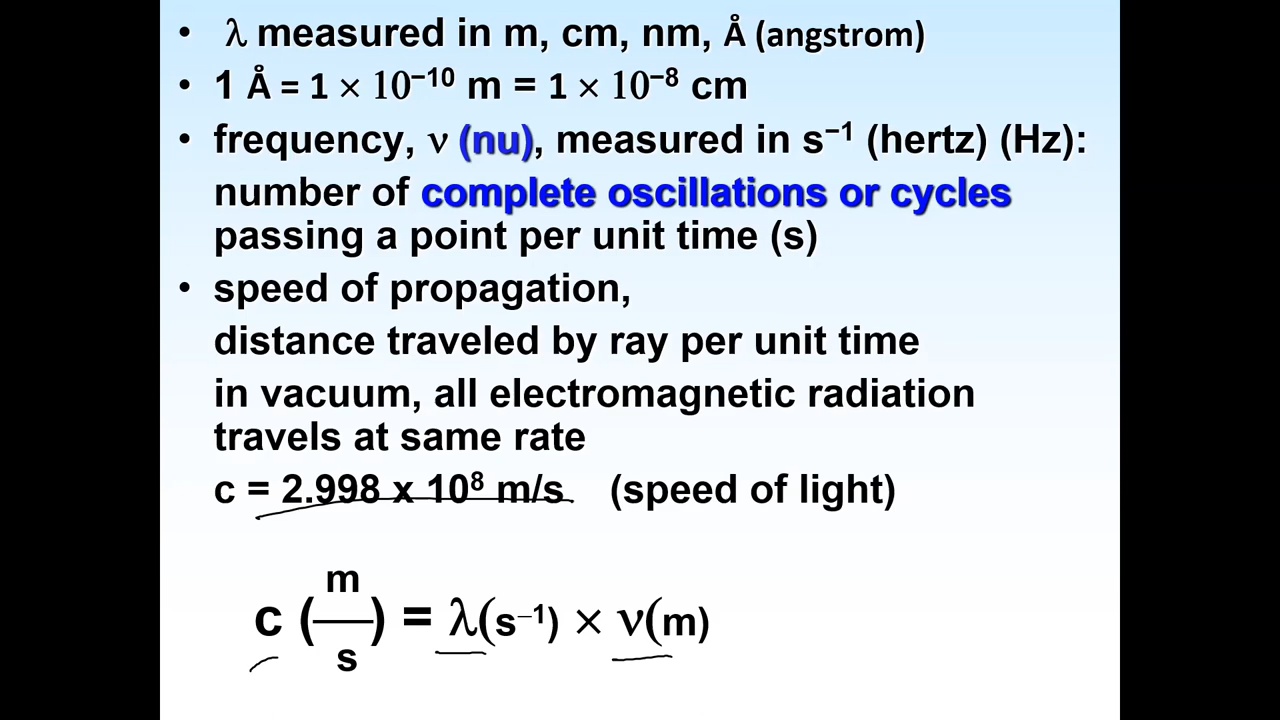 • λ measured in m, cm, nm, Å (angstrom)
• 1 Å = 1 × 10⁻¹⁰ m = 1 × 10⁻⁸ cm
• frequency, ν (nu), measured in s⁻¹ (hertz) (Hz):
number of complete oscillations or cycles
passing a point per unit time (s)
• speed of propagation,
distance traveled by ray per unit time
in vacuum, all electromagnetic radiation
travels at same rate
c = 2.998 x 10⁸ m/s (speed of light)
c (m/s) = λ(s⁻¹) × ν(m)